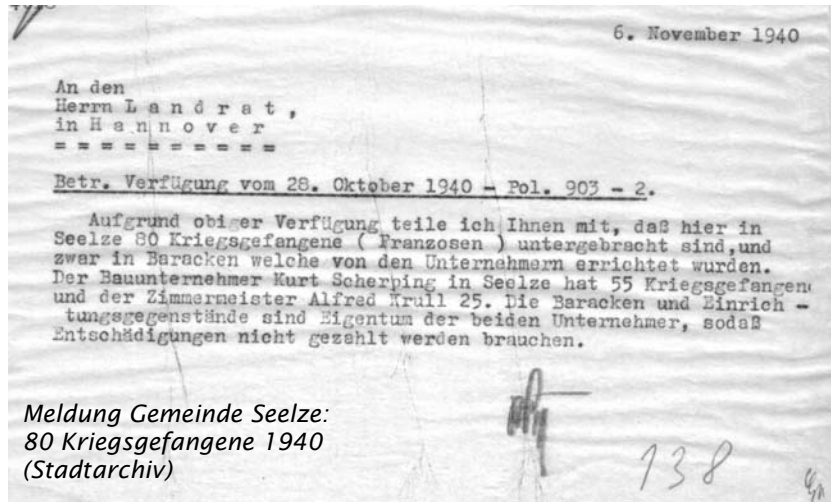 6. November 1940
An den
Herrn L a n d r a t ,
in H a n n o v e r
= = = = = = = = = =
Betr. Verfügung vom 28. Oktober 1940 - Pol. 903 - 2.
Aufgrund obiger Verfügung teile ich Ihnen mit, daß hier in
Seelze 80 Kriegsgefangene ( Franzosen ) untergebracht sind,und
zwar in Baracken welche von den Unternehmern errichtet wurden.
Der Bauunternehmer Kurt Scherping in Seelze hat 55 Kriegsgefangen
und der Zimmermeister Alfred Krull 25. Die Baracken und Einrich -
tungsgegenstände sind Eigentum der beiden Unternehmer, sodaß
Entschädigungen nicht gezahlt werden brauchen.
Meldung Gemeinde Seelze:
80 Kriegsgefangene 1940
(Stadtarchiv)
138